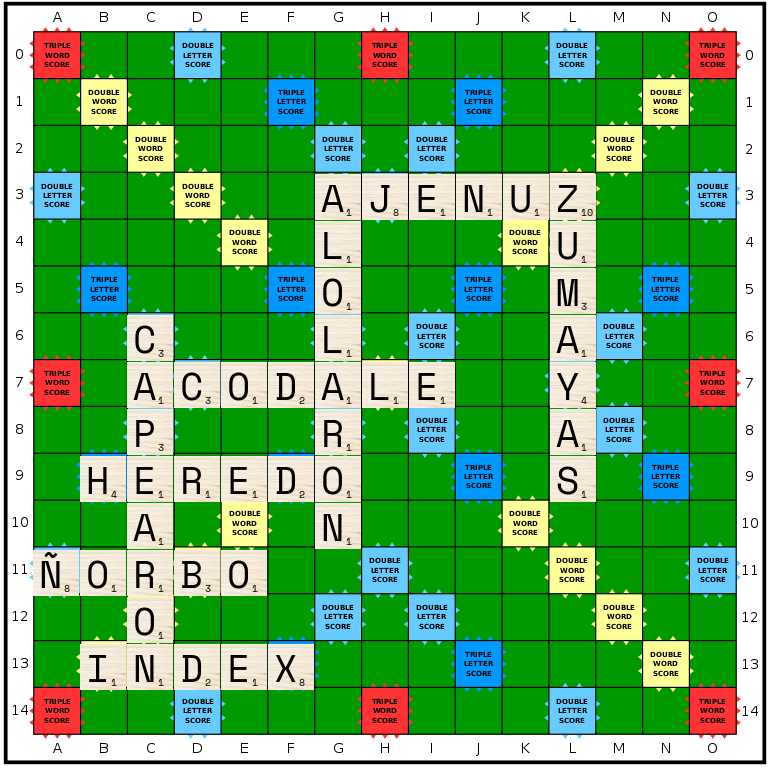 A B C D E F G H I J K L M N O
TRIPLE DOUBLE TRIPLE DOUBLE TRIPLE
0 WORD LETTER WORD LETTER WORD 0
SCORE SCORE SCORE SCORE SCORE
DOUBLE TRIPLE TRIPLE DOUBLE
1 WORD LETTER LETTER WORD 1
SCORE SCORE SCORE SCORE
DOUBLE DOUBLE DOUBLE DOUBLE
2 WORD LETTER LETTER WORD 2
SCORE SCORE SCORE SCORE
DOUBLE DOUBLE DOUBLE
3 LETTER WORD A1 J8 E1 N1 U1 Z10 LETTER 3
SCORE SCORE SCORE
DOUBLE DOUBLE
4 WORD L1 WORD U1 4
SCORE SCORE
TRIPLE TRIPLE TRIPLE TRIPLE
5 LETTER LETTER O1 LETTER M3 LETTER 5
SCORE SCORE SCORE SCORE
DOUBLE DOUBLE
6 C3 L1 LETTER A1 LETTER 6
SCORE SCORE
TRIPLE TRIPLE
7 WORD A1 C3 O1 D2 A1 L1 E1 Y4 WORD 7
SCORE SCORE
DOUBLE DOUBLE
8 P3 R1 LETTER A1 LETTER 8
SCORE SCORE
TRIPLE TRIPLE
9 H4 E1 R1 E1 D2 O1 LETTER S1 LETTER 9
SCORE SCORE
DOUBLE DOUBLE
10 A1 WORD N1 WORD 10
SCORE SCORE
DOUBLE DOUBLE DOUBLE
11 Ñ8 O1 R1 B3 O1 LETTER WORD LETTER 11
SCORE SCORE SCORE
DOUBLE DOUBLE DOUBLE
12 O1 LETTER LETTER WORD 12
SCORE SCORE SCORE
TRIPLE DOUBLE
13 I1 N1 D2 E1 X8 LETTER WORD 13
SCORE SCORE
TRIPLE DOUBLE TRIPLE DOUBLE TRIPLE
14 WORD LETTER WORD LETTER WORD 14
SCORE SCORE SCORE SCORE SCORE
A B C D E F G H I J K L M N O